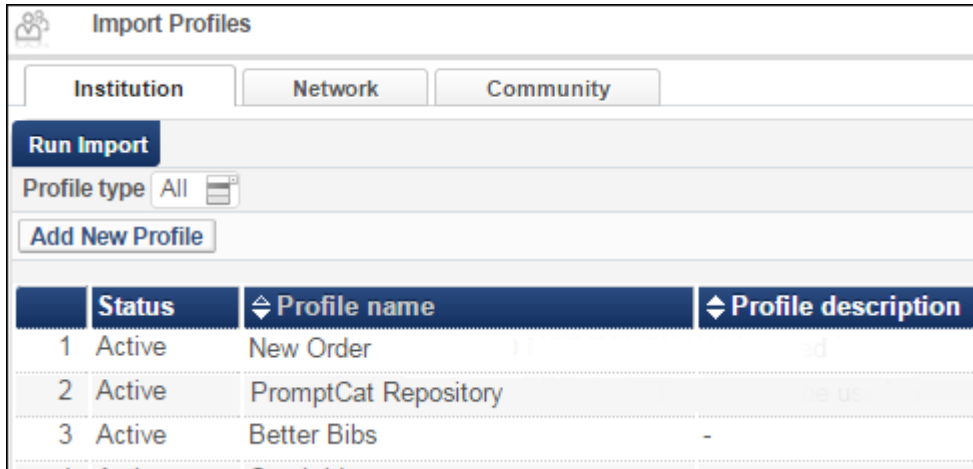 Import Profiles
Institution Network Community
Run Import
Profile type All
Add New Profile
Status Profile name Profile description
1 Active New Order
2 Active PromptCat Repository
3 Active Better Bibs -